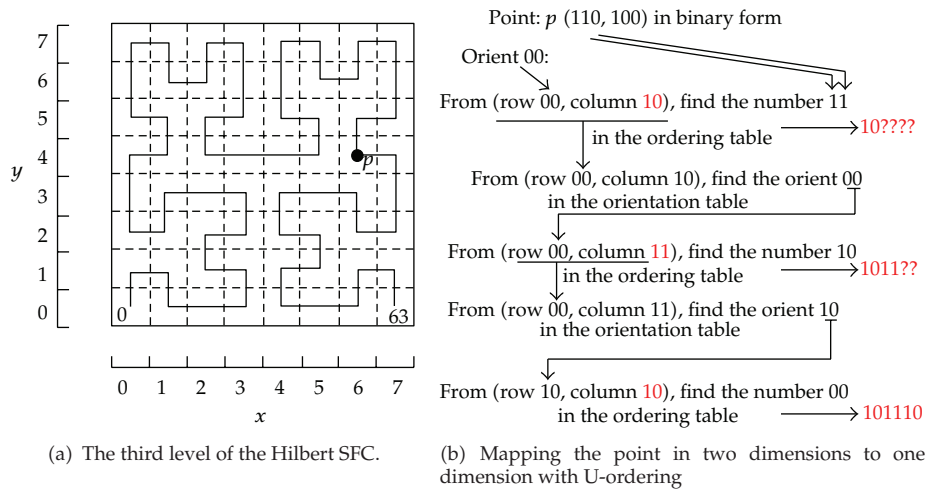 7
6
5
4
3
2
1
0
y
p
0
63
0 1 2 3 4 5 6 7
x
(a) The third level of the Hilbert SFC.
Point: p (110, 100) in binary form
Orient 00:
From (row 00, column 10), find the number 11
in the ordering table
10????
From (row 00, column 10), find the orient 00
in the orientation table
From (row 00, column 11), find the number 10
in the ordering table
1011??
From (row 00, column 11), find the orient 10
in the orientation table
From (row 10, column 10), find the number 00
in the ordering table
101110
(b) Mapping the point in two dimensions to one
dimension with U-ordering